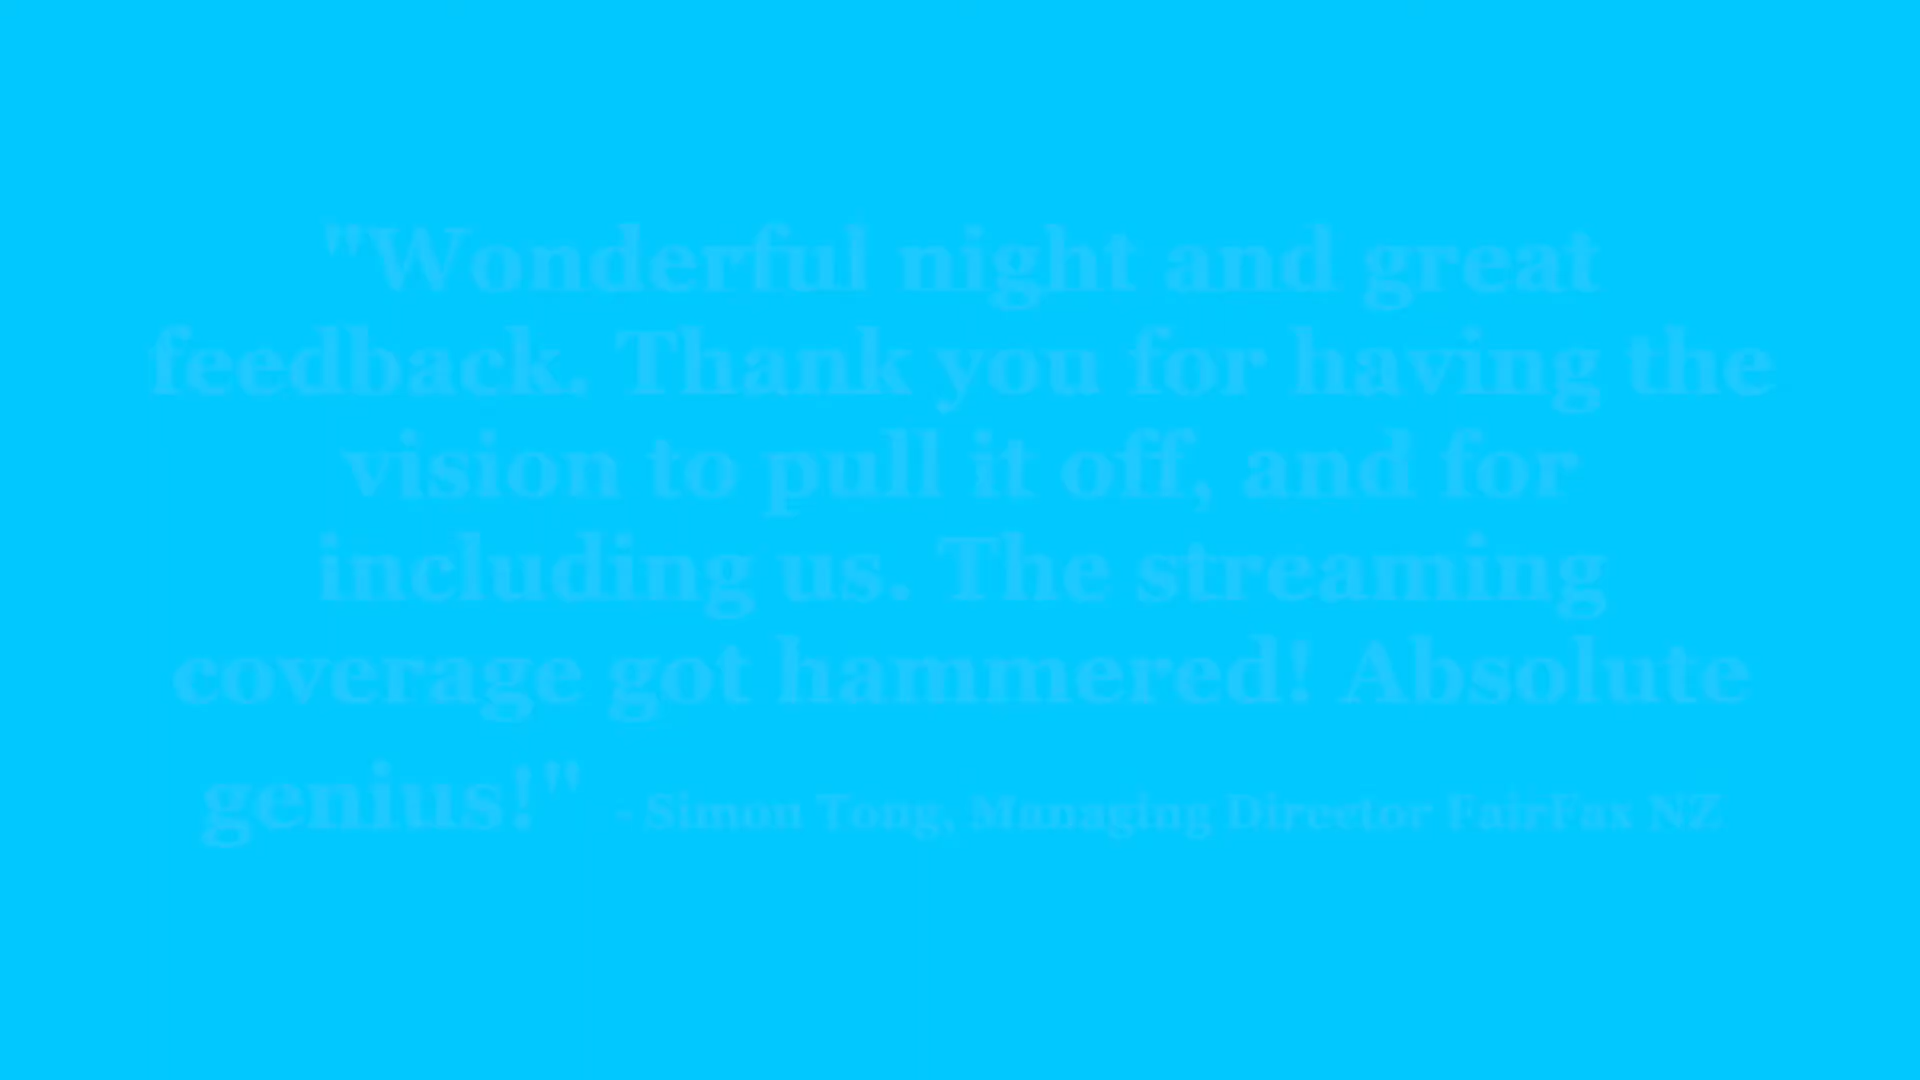 "Wonderful night and great
feedback. Thank you for having the
vision to pull it off, and for
including us. The streaming
coverage got hammered! Absolute
genius!" - Simon Tong, Managing Director FairFax NZ